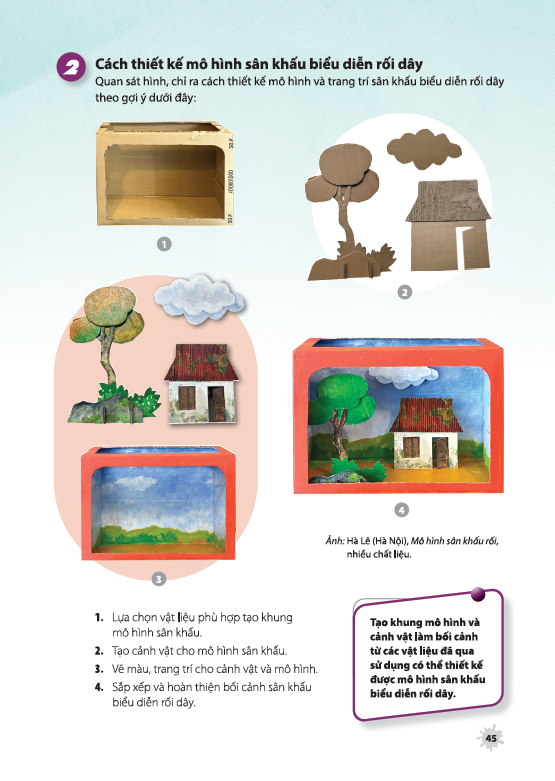 2
Cách thiết kế mô hình sân khấu biểu diễn rối dây
Quan sát hình, chỉ ra cách thiết kế mô hình và trang trí sân khấu biểu diễn rối dây
theo gợi ý dưới đây:
1
2
3
4
Ảnh: Hà Lê (Hà Nội), Mô hình sân khấu rối,
nhiều chất liệu.
1. Lựa chọn vật liệu phù hợp tạo khung
mô hình sân khấu.
2. Tạo cảnh vật cho mô hình sân khấu.
3. Vẽ màu, trang trí cho cảnh vật và mô hình.
4. Sắp xếp và hoàn thiện bối cảnh sân khấu
biểu diễn rối dây.
Tạo khung mô hình và
cảnh vật làm bối cảnh
từ các vật liệu đã qua
sử dụng có thể thiết kế
được mô hình sân khấu
biểu diễn rối dây.
45